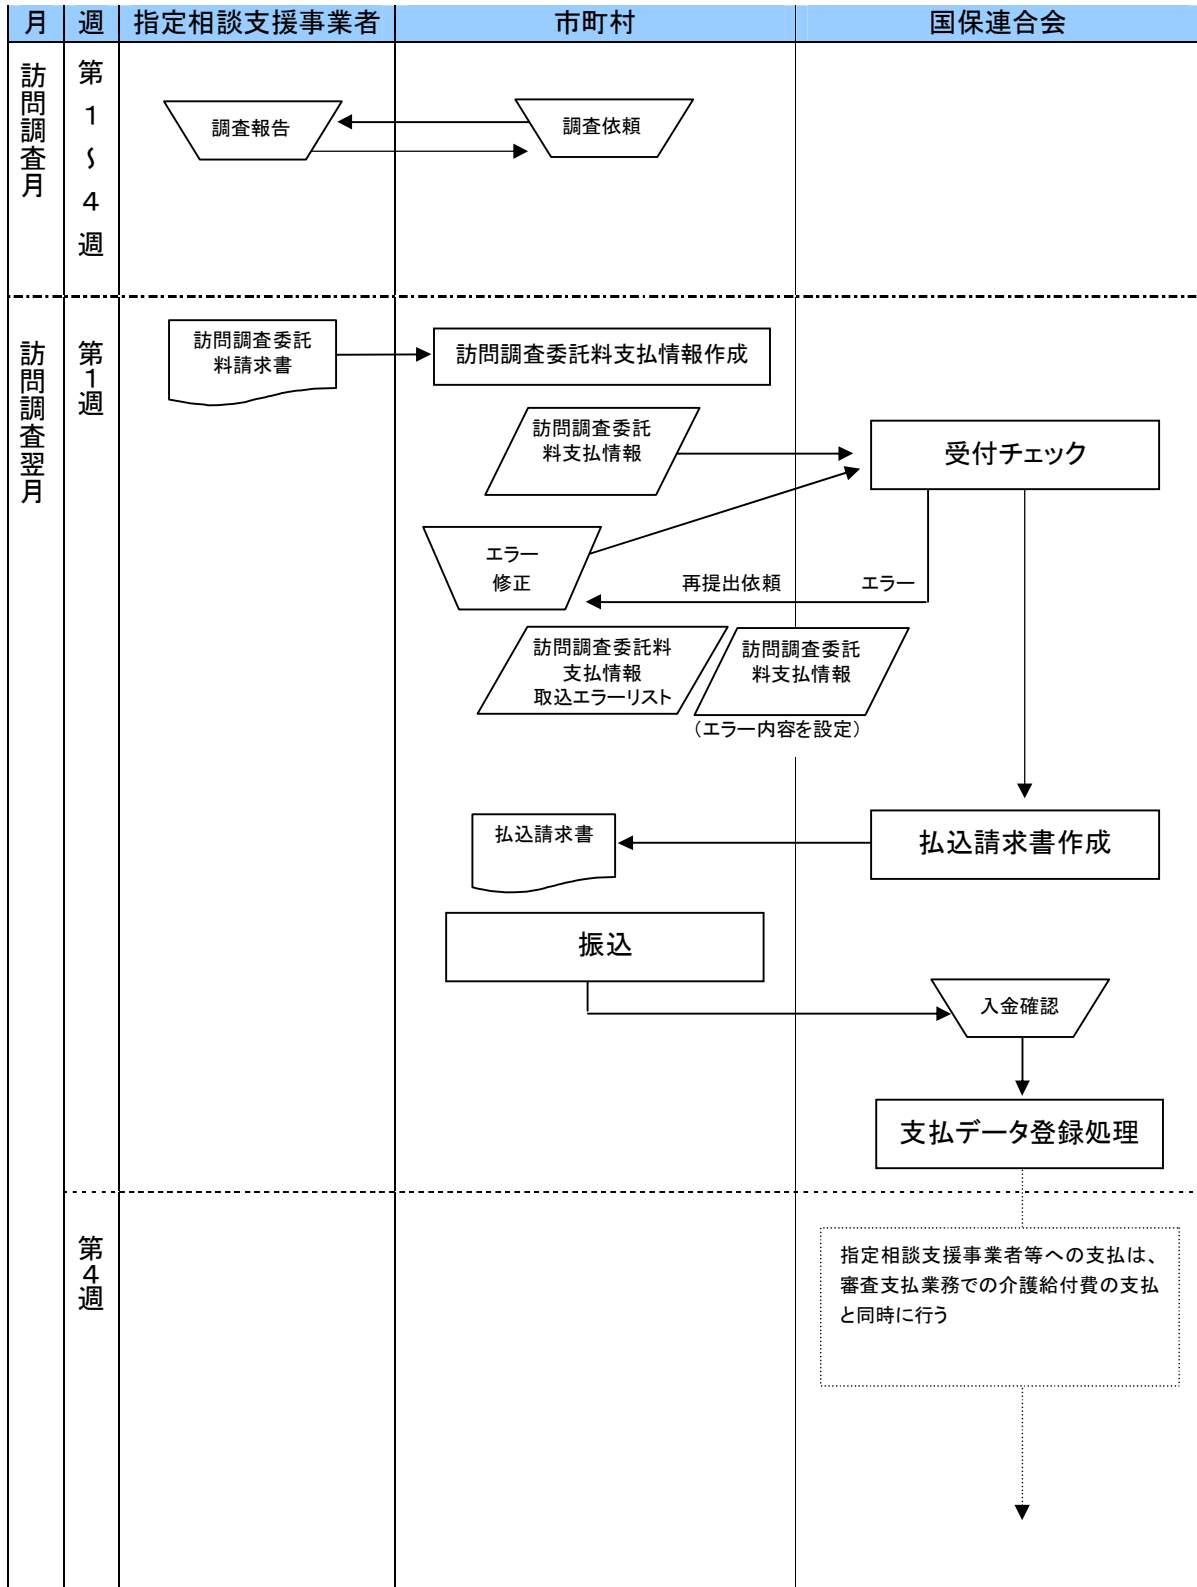 月 週 指定相談支援事業者 市町村 国保連合会
訪問調査月
第1～4週
調査報告
調査依頼
訪問調査翌月
第1週
訪問調査委託
料請求書
訪問調査委託料支払情報作成
訪問調査委託
料支払情報
受付チェック
エラー
修正
再提出依頼
エラー
訪問調査委託料
支払情報
取込エラーリスト
訪問調査委託
料支払情報
（エラー内容を設定）
払込請求書
払込請求書作成
振込
入金確認
支払データ登録処理
第4週
指定相談支援事業者等への支払は、
審査支払業務での介護給付費の支払
と同時に行う